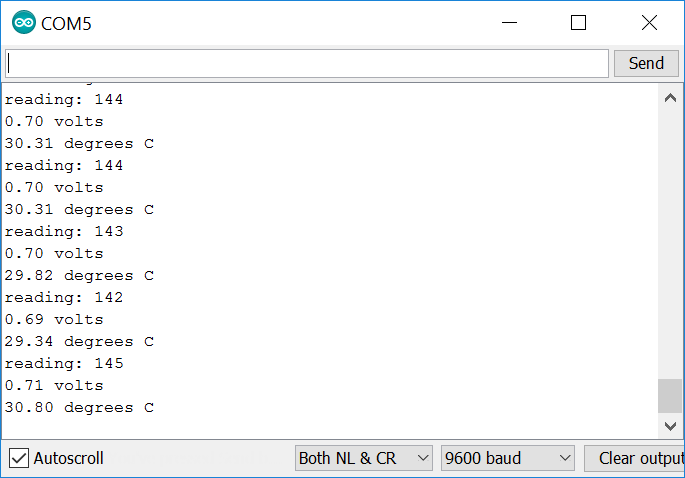 COM5
Send
reading: 144
0.70 volts
30.31 degrees C
reading: 144
0.70 volts
30.31 degrees C
reading: 143
0.70 volts
29.82 degrees C
reading: 142
0.69 volts
29.34 degrees C
reading: 145
0.71 volts
30.80 degrees C
Autoscroll
Both NL & CR
9600 baud
Clear output